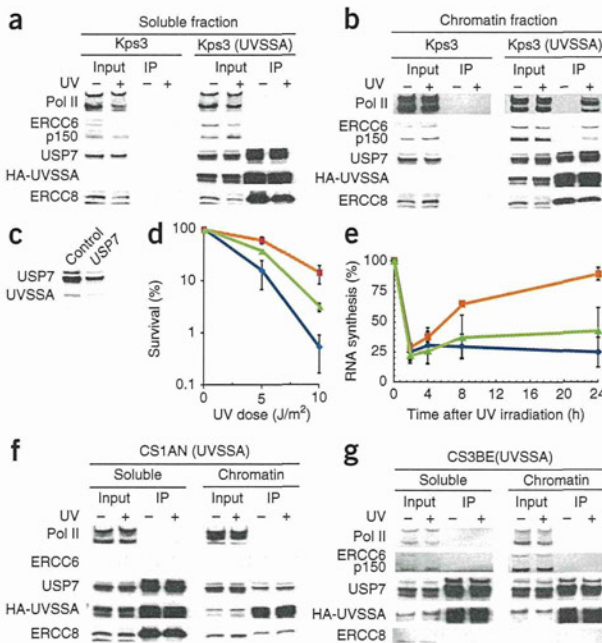 a
Soluble fraction
Kps3 Kps3 (UVSSA)
Input IP Input IP
UV − + − + − + − +
Pol II
ERCC6
p150
USP7
HA-UVSSA
ERCC8
b
Chromatin fraction
Kps3 Kps3 (UVSSA)
Input IP Input IP
UV − + − + − + − +
Pol II
ERCC6
p150
USP7
HA-UVSSA
ERCC8
c
Control USP7
USP7
UVSSA
d
Survival (%)
100
10
1
0.1
0 5 10
UV dose (J/m²)
e
RNA synthesis (%)
100
75
50
25
0 4 8 12 16 20 24
Time after UV irradiation (h)
f
CS1AN (UVSSA)
Soluble Chromatin
Input IP Input IP
UV − + − + − + − +
Pol II
ERCC6
USP7
HA-UVSSA
ERCC8
g
CS3BE(UVSSA)
Soluble Chromatin
Input IP Input IP
UV − + − + − + − +
Pol II
ERCC6
p150
USP7
HA-UVSSA
ERCC8